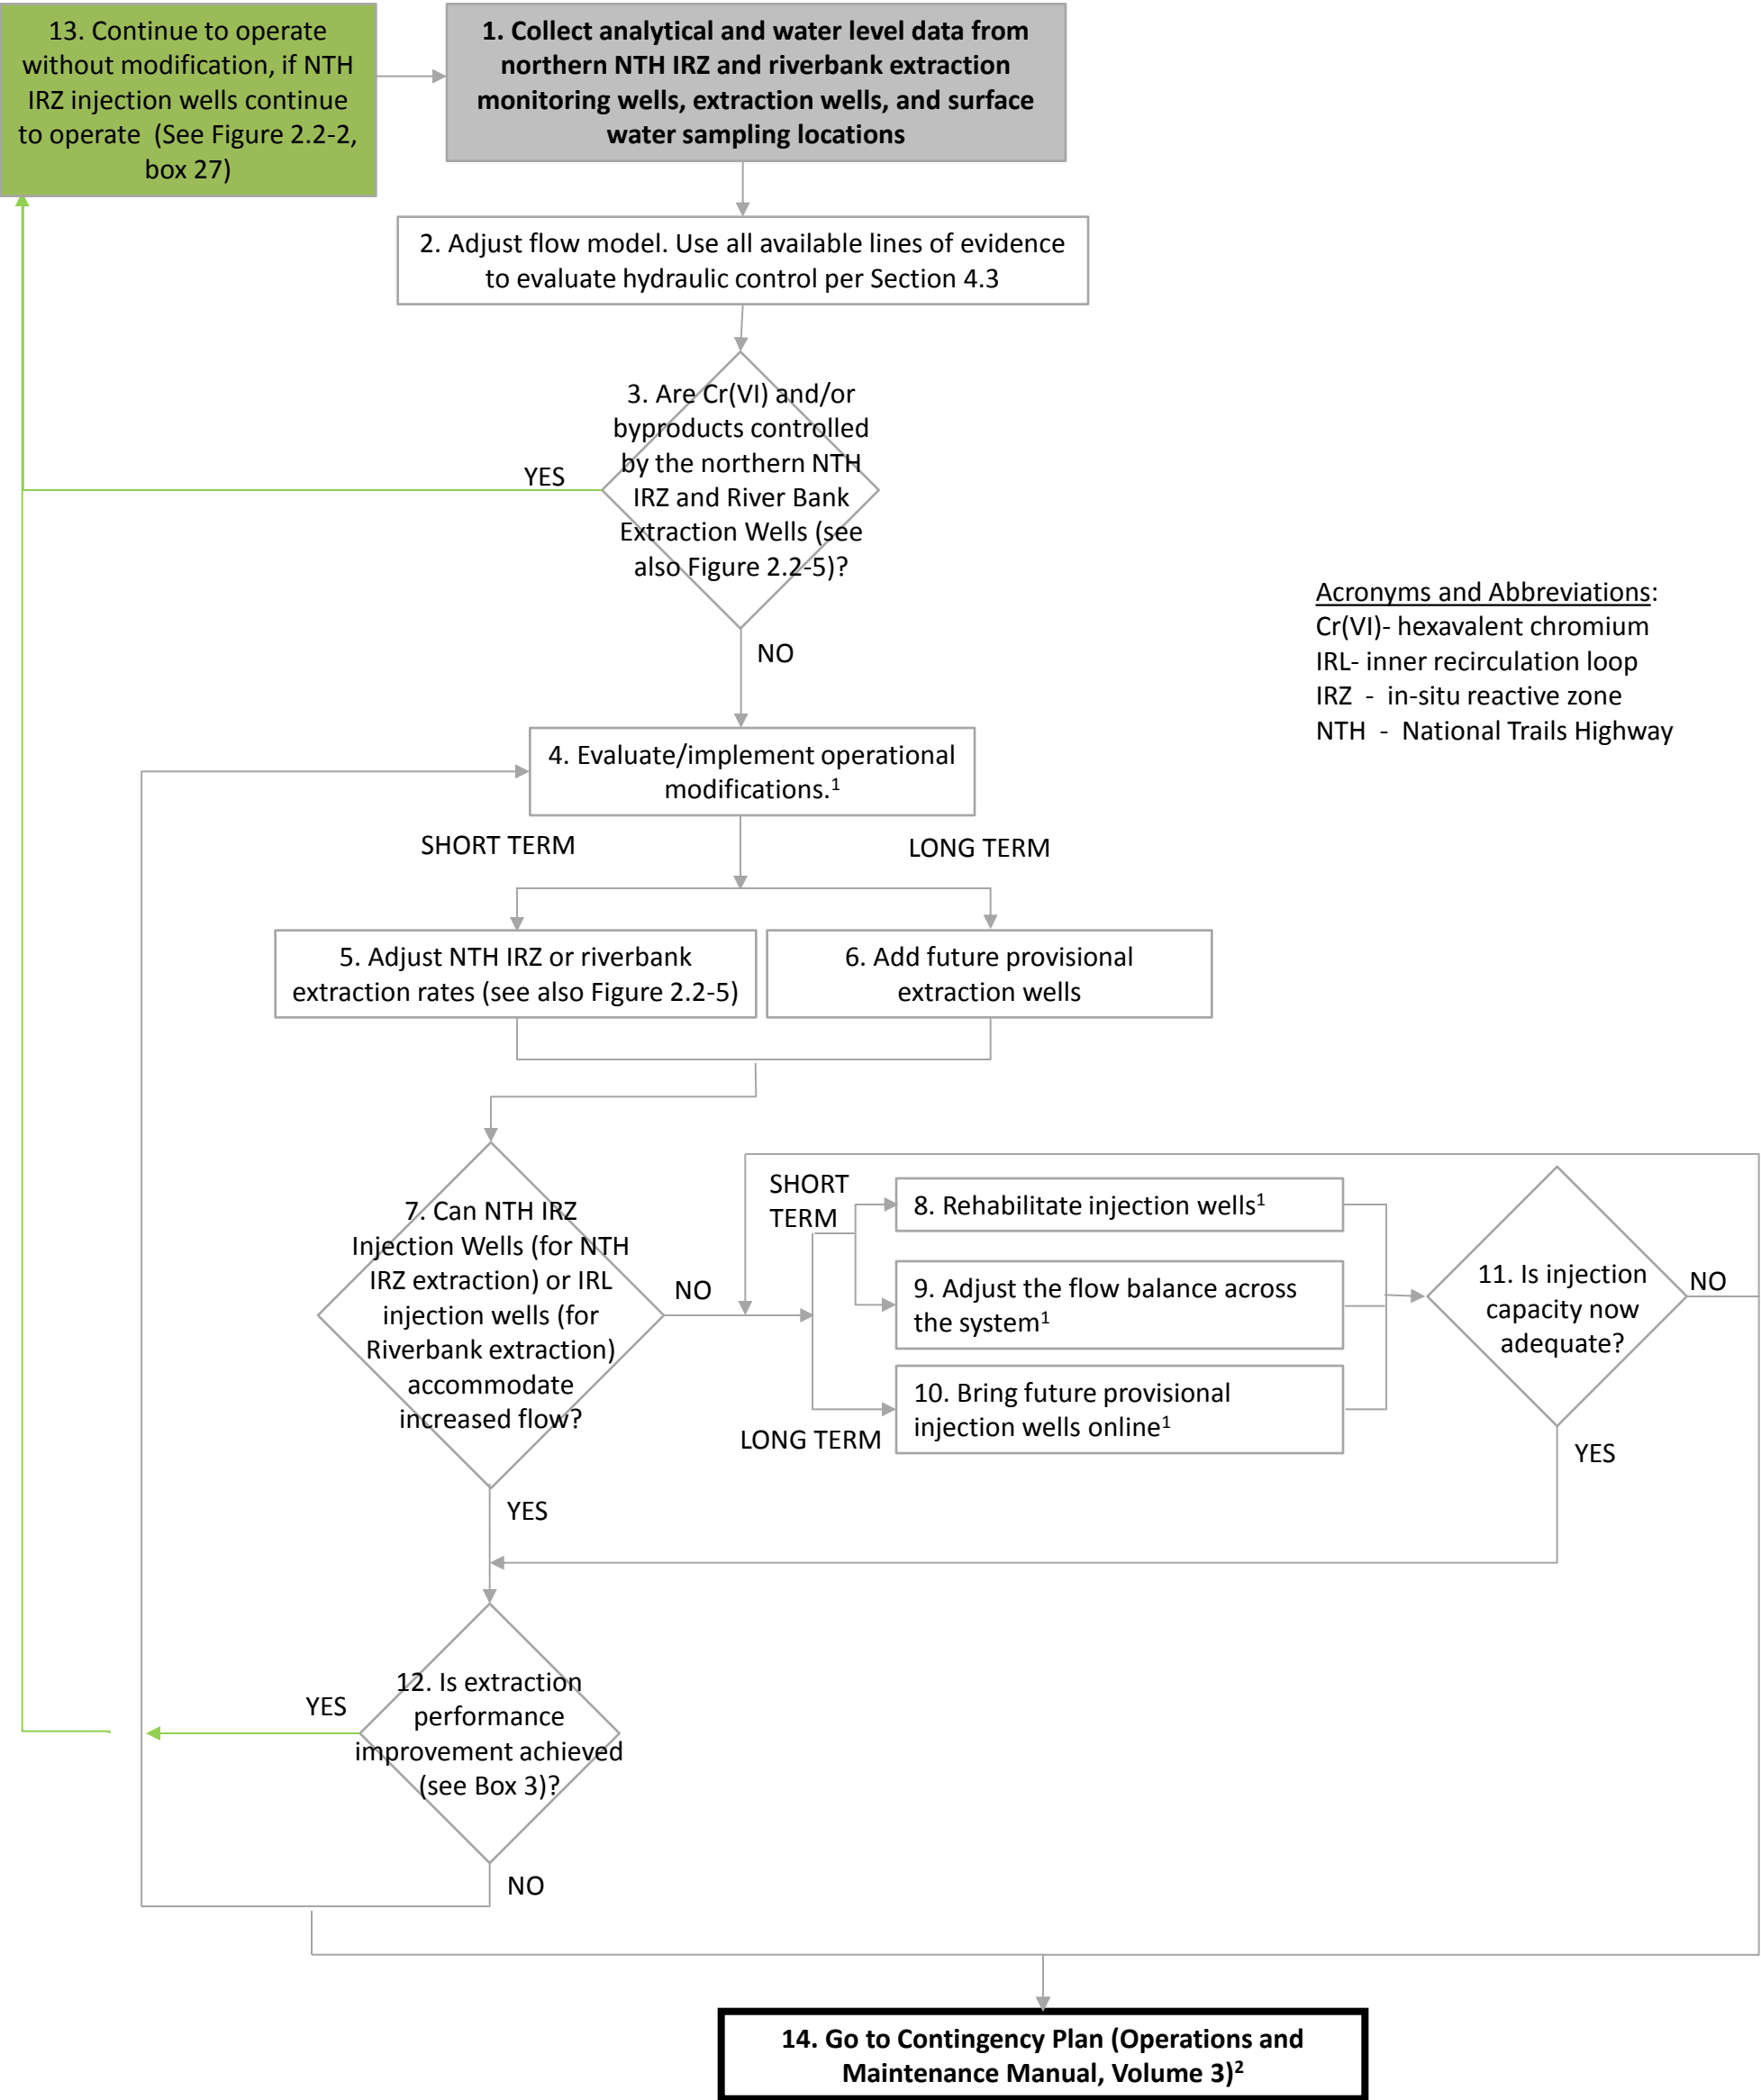 13. Continue to operate
without modification, if NTH
IRZ injection wells continue
to operate (See Figure 2.2-2,
box 27)
1. Collect analytical and water level data from
northern NTH IRZ and riverbank extraction
monitoring wells, extraction wells, and surface
water sampling locations
2. Adjust flow model. Use all available lines of evidence
to evaluate hydraulic control per Section 4.3
3. Are Cr(VI) and/or
byproducts controlled
by the northern NTH
IRZ and River Bank
Extraction Wells (see
also Figure 2.2-5)?
YES
NO
Acronyms and Abbreviations:
Cr(VI)- hexavalent chromium
IRL- inner recirculation loop
IRZ - in-situ reactive zone
NTH - National Trails Highway
4. Evaluate/implement operational
modifications.1
SHORT TERM
LONG TERM
5. Adjust NTH IRZ or riverbank
extraction rates (see also Figure 2.2-5)
6. Add future provisional
extraction wells
7. Can NTH IRZ
Injection Wells (for NTH
IRZ extraction) or IRL
injection wells (for
Riverbank extraction)
accommodate
increased flow?
NO
YES
SHORT
TERM
LONG TERM
8. Rehabilitate injection wells1
9. Adjust the flow balance across
the system1
10. Bring future provisional
injection wells online1
11. Is injection
capacity now
adequate?
NO
YES
12. Is extraction
performance
improvement achieved
(see Box 3)?
YES
NO
14. Go to Contingency Plan (Operations and
Maintenance Manual, Volume 3)2